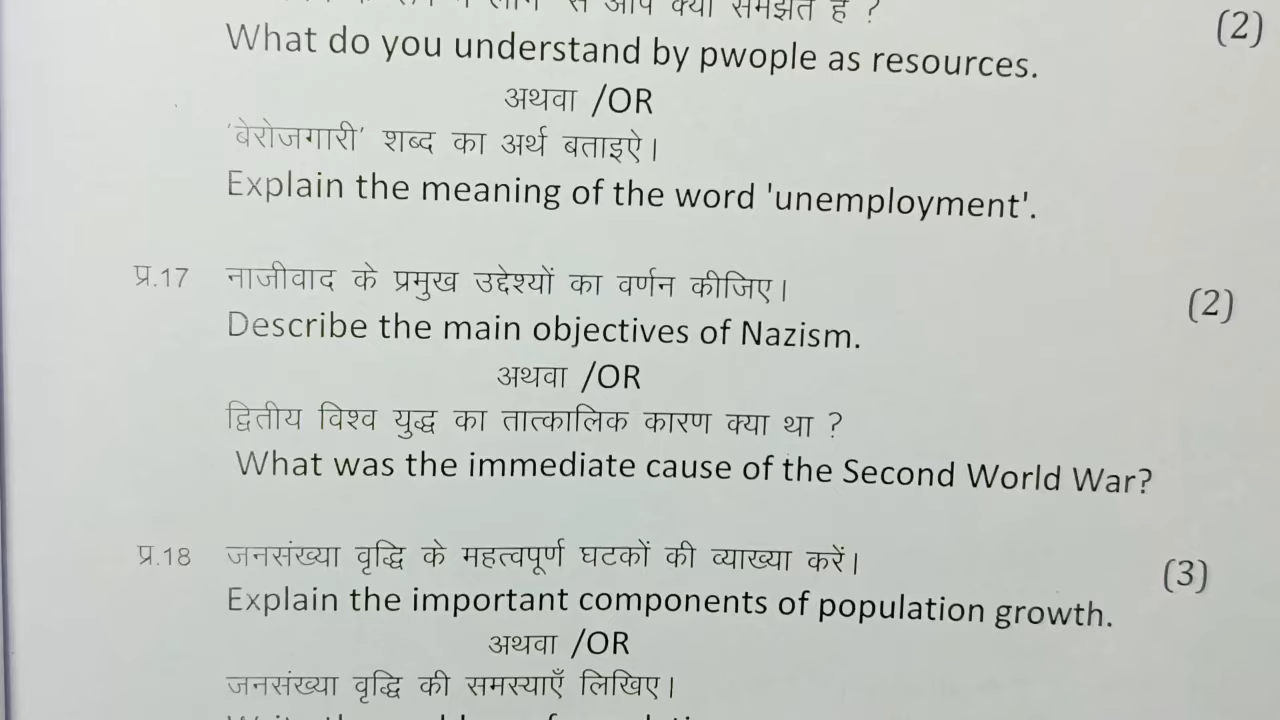 से आप क्या समझते है ?
(2)
What do you understand by pwople as resources.
अथवा /OR
'बेरोजगारी' शब्द का अर्थ बताइऐ।
Explain the meaning of the word 'unemployment'.
प्र.17 नाजीवाद के प्रमुख उद्देश्यों का वर्णन कीजिए।
(2)
Describe the main objectives of Nazism.
अथवा /OR
द्वितीय विश्व युद्ध का तात्कालिक कारण क्या था ?
What was the immediate cause of the Second World War?
प्र.18 जनसंख्या वृद्धि के महत्वपूर्ण घटकों की व्याख्या करें।
(3)
Explain the important components of population growth.
अथवा /OR
जनसंख्या वृद्धि की समस्याएँ लिखिए।